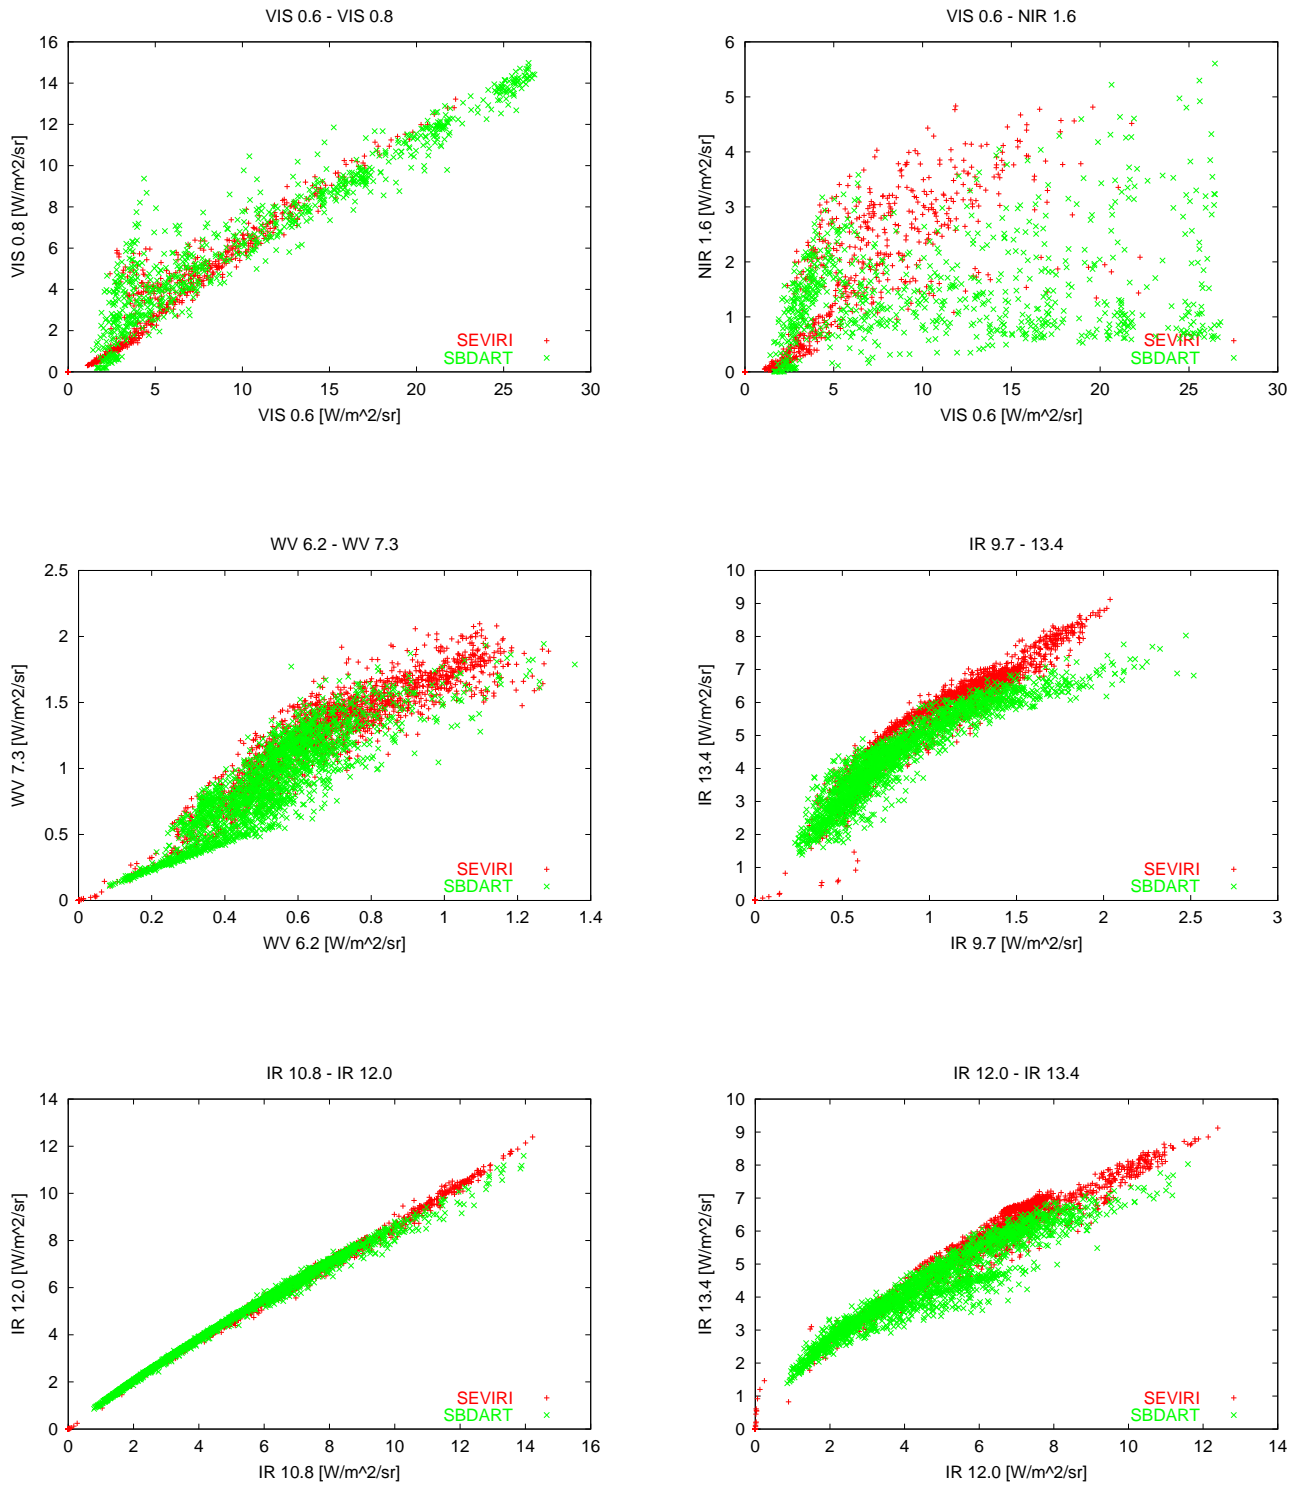 VIS 0.6 - VIS 0.8
16
14
12
10
8
6
4
2
0
VIS 0.8 [W/m^2/sr]
SEVIRI
SBDART
0 5 10 15 20 25 30
VIS 0.6 [W/m^2/sr]
VIS 0.6 - NIR 1.6
6
5
4
3
2
1
0
NIR 1.6 [W/m^2/sr]
SEVIRI
SBDART
0 5 10 15 20 25 30
VIS 0.6 [W/m^2/sr]
WV 6.2 - WV 7.3
2.5
2
1.5
1
0.5
0
WV 7.3 [W/m^2/sr]
SEVIRI
SBDART
0 0.2 0.4 0.6 0.8 1 1.2 1.4
WV 6.2 [W/m^2/sr]
IR 9.7 - 13.4
10
9
8
7
6
5
4
3
2
1
0
IR 13.4 [W/m^2/sr]
SEVIRI
SBDART
0 0.5 1 1.5 2 2.5 3
IR 9.7 [W/m^2/sr]
IR 10.8 - IR 12.0
14
12
10
8
6
4
2
0
IR 12.0 [W/m^2/sr]
SEVIRI
SBDART
0 2 4 6 8 10 12 14 16
IR 10.8 [W/m^2/sr]
IR 12.0 - IR 13.4
10
9
8
7
6
5
4
3
2
1
0
IR 13.4 [W/m^2/sr]
SEVIRI
SBDART
0 2 4 6 8 10 12 14
IR 12.0 [W/m^2/sr]